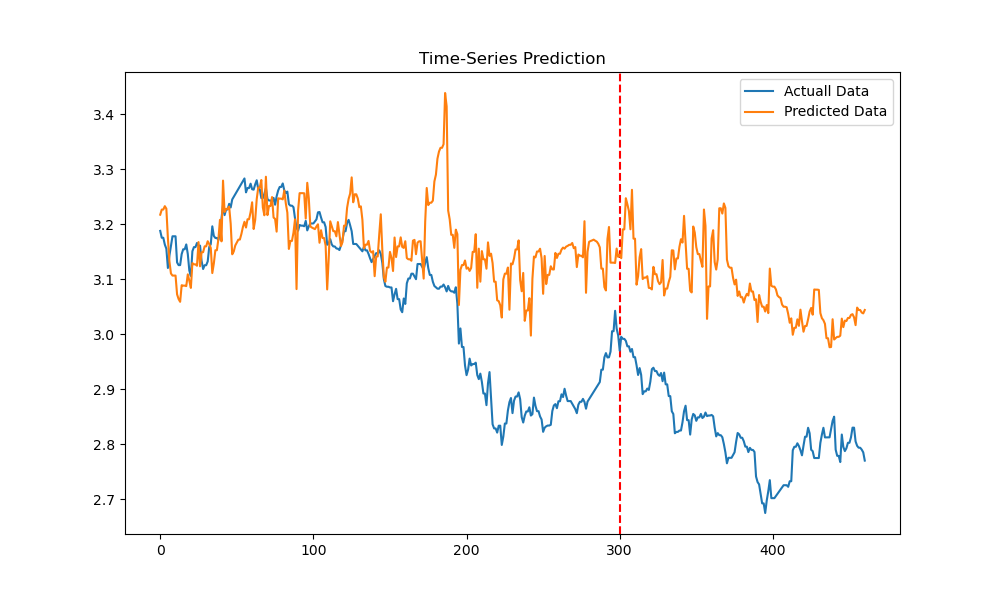 Time-Series Prediction
Actuall Data
Predicted Data
3.4
3.3
3.2
3.1
3.0
2.9
2.8
2.7
0 100 200 300 400